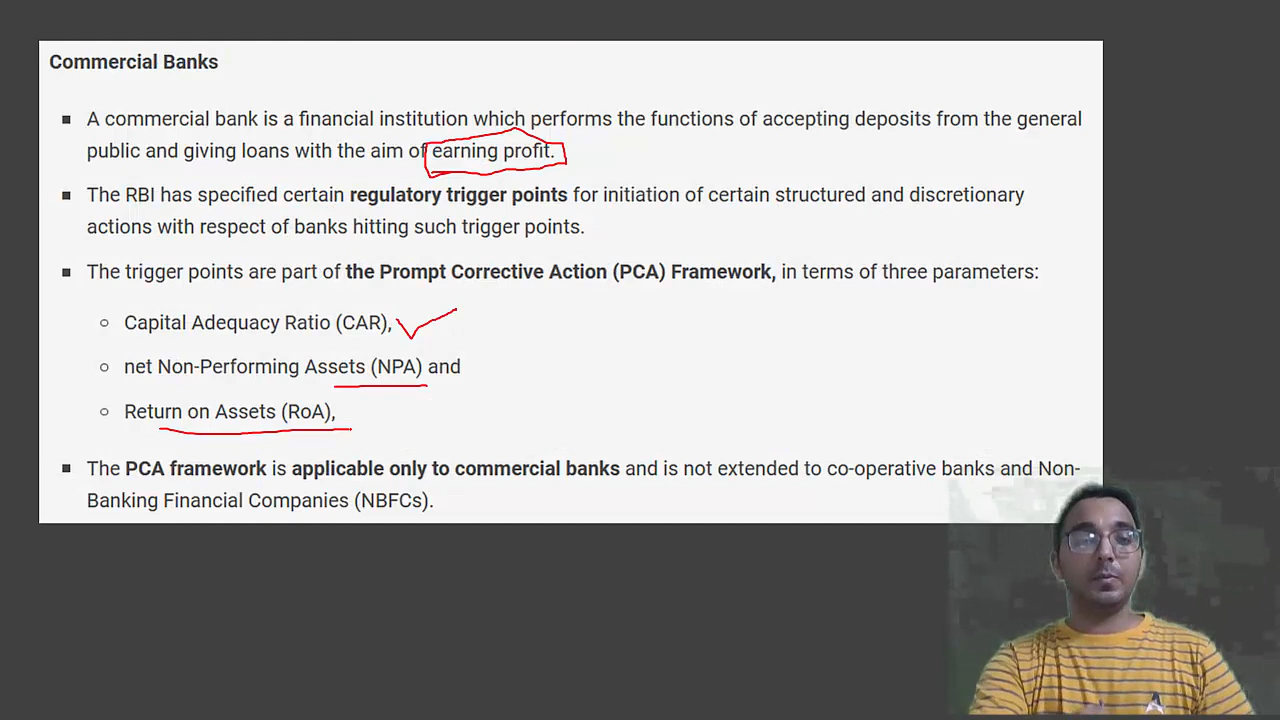 Commercial Banks
A commercial bank is a financial institution which performs the functions of accepting deposits from the general
public and giving loans with the aim of earning profit.
The RBI has specified certain regulatory trigger points for initiation of certain structured and discretionary
actions with respect of banks hitting such trigger points.
The trigger points are part of the Prompt Corrective Action (PCA) Framework, in terms of three parameters:
Capital Adequacy Ratio (CAR),
net Non-Performing Assets (NPA) and
Return on Assets (RoA),
The PCA framework is applicable only to commercial banks and is not extended to co-operative banks and Non-
Banking Financial Companies (NBFCs).